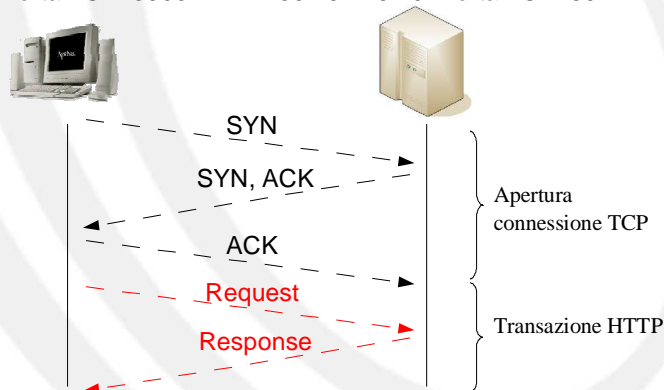 SYN
SYN, ACK
Apertura
connessione TCP
ACK
Request
Transazione HTTP
Response